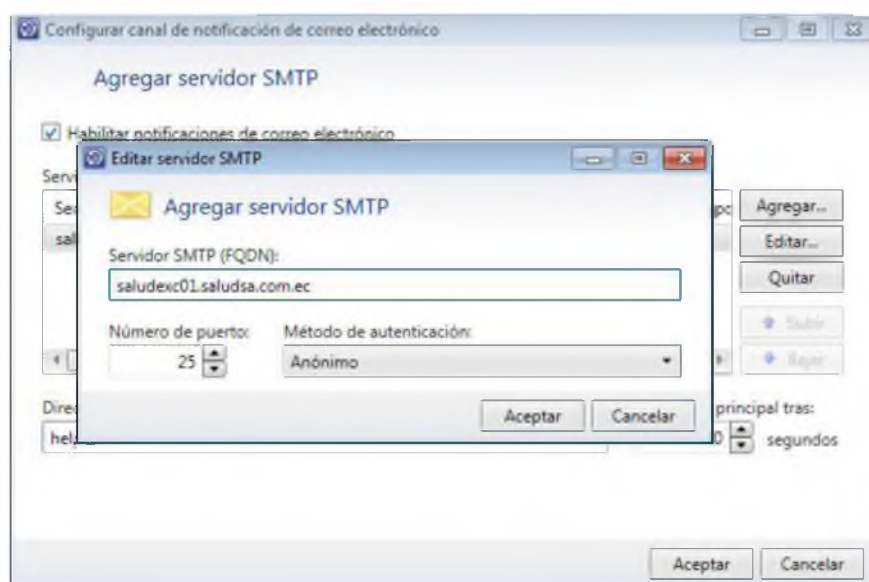 Configurar canal de notificación de correo electrónico
Agregar servidor SMTP
Habilitar notificaciones de correo electrónico
Editar servidor SMTP
Agregar servidor SMTP
Servidor SMTP (FQDN):
saludexc01.saludsa.com.ec
Número de puerto:
Método de autenticación:
25
Anónimo
Aceptar
Cancelar
Agregar...
Editar...
Quitar
Subir
Bajar
principal tras:
segundos
Aceptar
Cancelar